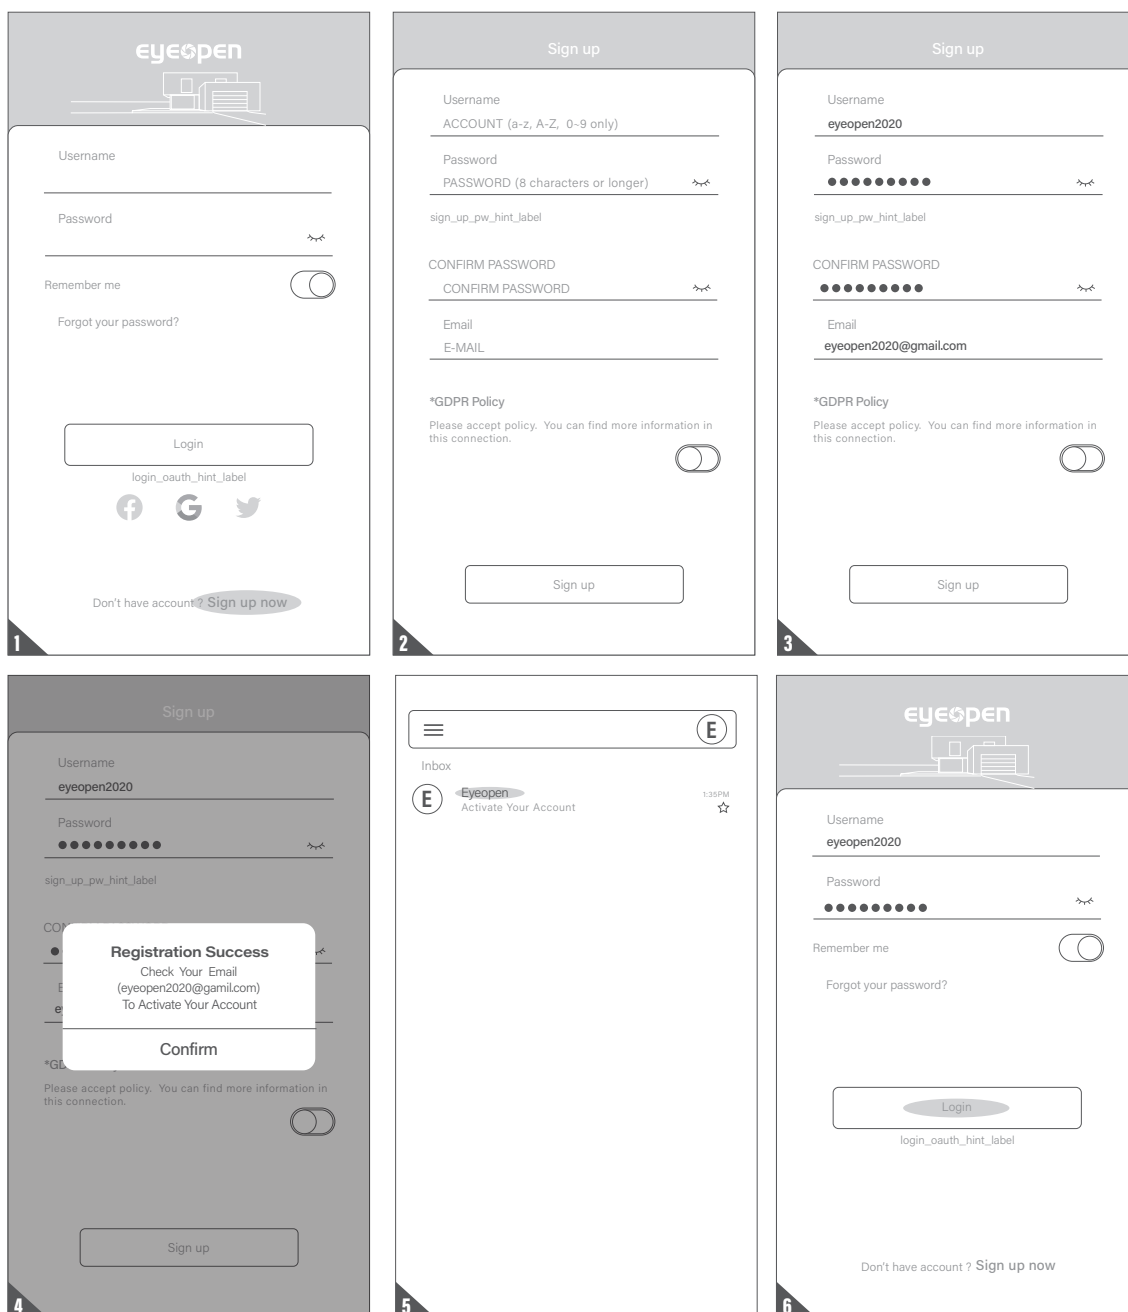 eyeopen
Username
Password
Remember me
Forgot your password?
Login
login_oauth_hint_label
Don't have account ? Sign up now
1
Sign up
Username
ACCOUNT (a-z, A-Z, 0~9 only)
Password
PASSWORD (8 characters or longer)
sign_up_pw_hint_label
CONFIRM PASSWORD
CONFIRM PASSWORD
Email
E-MAIL
*GDPR Policy
Please accept policy. You can find more information in
this connection.
Sign up
2
Sign up
Username
eyeopen2020
Password
sign_up_pw_hint_label
CONFIRM PASSWORD
Email
eyeopen2020@gmail.com
*GDPR Policy
Please accept policy. You can find more information in
this connection.
Sign up
3
Sign up
Username
eyeopen2020
Password
sign_up_pw_hint_label
CON
Registration Success
Check Your Email
(eyeopen2020@gamil.com)
To Activate Your Account
Confirm
E
ey
*GD
Please accept policy. You can find more information in
this connection.
Sign up
4
E
Inbox
E
Eyeopen
1:35PM
Activate Your Account
5
eyeopen
Username
eyeopen2020
Password
Remember me
Forgot your password?
Login
login_oauth_hint_label
Don't have account ? Sign up now
6